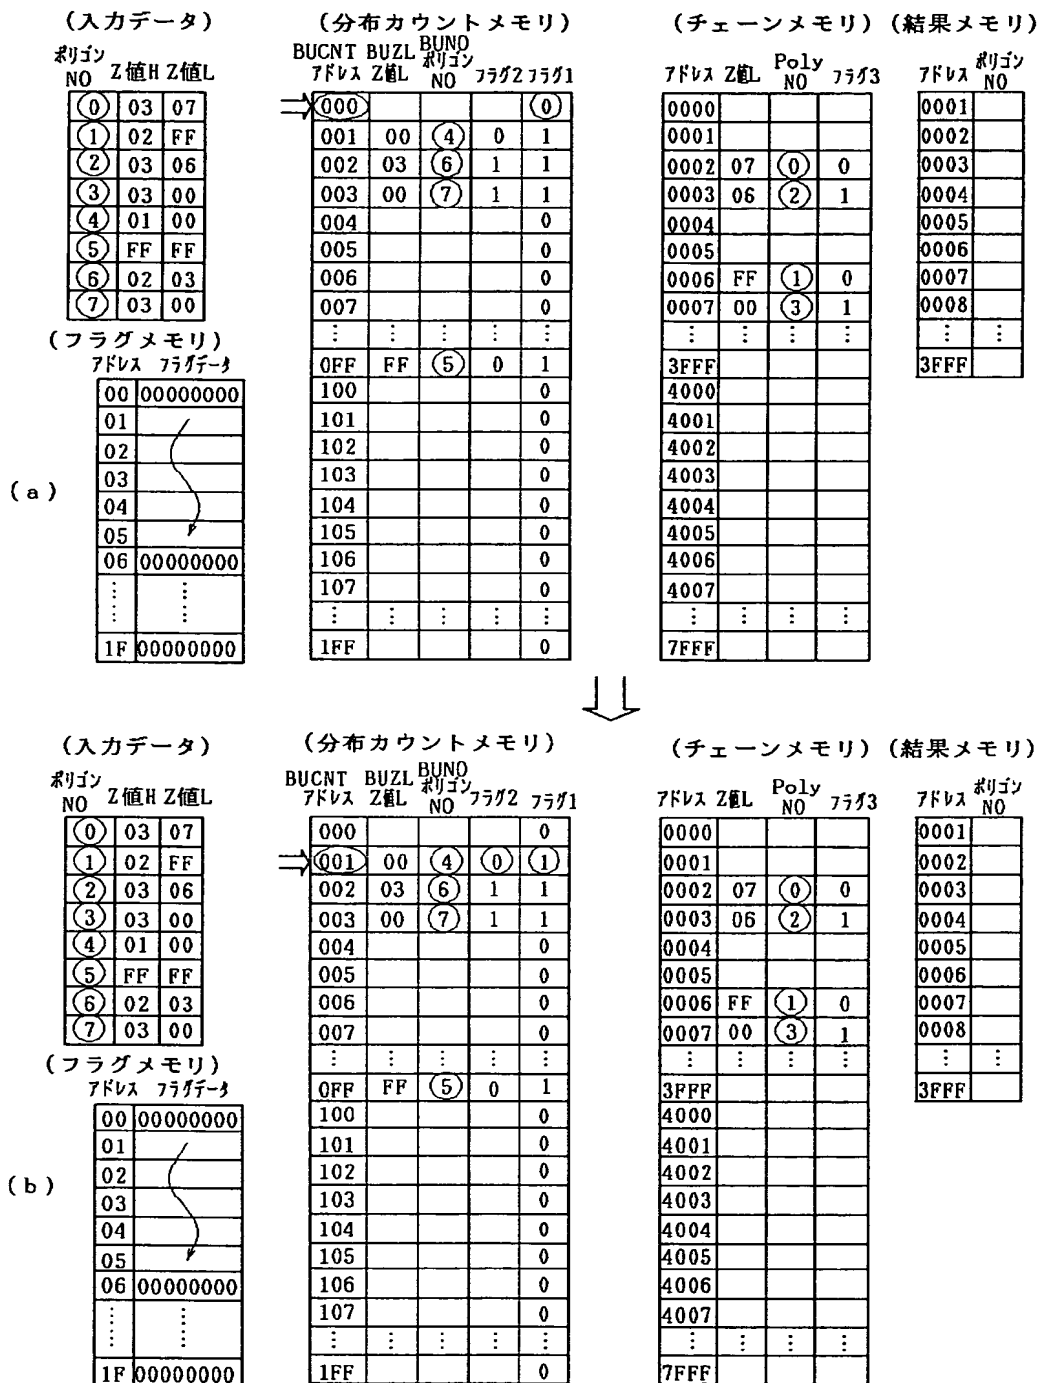 (入力データ)
ポリゴン
NO Z値H Z値L
0 03 07
1 02 FF
2 03 06
3 03 00
4 01 00
5 FF FF
6 02 03
7 03 00
(フラグメモリ)
アドレス フラグデータ
00 00000000
01
02
03
04
05
06 00000000
⋮ ⋮
1F 00000000
(a)
(分布カウントメモリ)
BUCNT BUZL BUNO
アドレス Z値L ポリゴンNO フラグ2 フラグ1
000 0
001 00 4 0 1
002 03 6 1 1
003 00 7 1 1
004 0
005 0
006 0
007 0
⋮ ⋮ ⋮ ⋮ ⋮
0FF FF 5 0 1
100 0
101 0
102 0
103 0
104 0
105 0
106 0
107 0
⋮ ⋮ ⋮ ⋮ ⋮
1FF 0
(チェーンメモリ)
アドレス Z値L Poly NO フラグ3
0000
0001
0002 07 0 0
0003 06 2 1
0004
0005
0006 FF 1 0
0007 00 3 1
⋮ ⋮ ⋮ ⋮
3FFF
4000
4001
4002
4003
4004
4005
4006
4007
⋮ ⋮ ⋮ ⋮
7FFF
(結果メモリ)
アドレス ポリゴンNO
0001
0002
0003
0004
0005
0006
0007
0008
⋮ ⋮
3FFF
(入力データ)
ポリゴン
NO Z値H Z値L
0 03 07
1 02 FF
2 03 06
3 03 00
4 01 00
5 FF FF
6 02 03
7 03 00
(フラグメモリ)
アドレス フラグデータ
00 00000000
01
02
03
04
05
06 00000000
⋮ ⋮
1F 00000000
(b)
(分布カウントメモリ)
BUCNT BUZL BUNO
アドレス Z値L ポリゴンNO フラグ2 フラグ1
000 0
001 00 4 0 1
002 03 6 1 1
003 00 7 1 1
004 0
005 0
006 0
007 0
⋮ ⋮ ⋮ ⋮ ⋮
0FF FF 5 0 1
100 0
101 0
102 0
103 0
104 0
105 0
106 0
107 0
⋮ ⋮ ⋮ ⋮ ⋮
1FF 0
(チェーンメモリ)
アドレス Z値L Poly NO フラグ3
0000
0001
0002 07 0 0
0003 06 2 1
0004
0005
0006 FF 1 0
0007 00 3 1
⋮ ⋮ ⋮ ⋮
3FFF
4000
4001
4002
4003
4004
4005
4006
4007
⋮ ⋮ ⋮ ⋮
7FFF
(結果メモリ)
アドレス ポリゴンNO
0001
0002
0003
0004
0005
0006
0007
0008
⋮ ⋮
3FFF